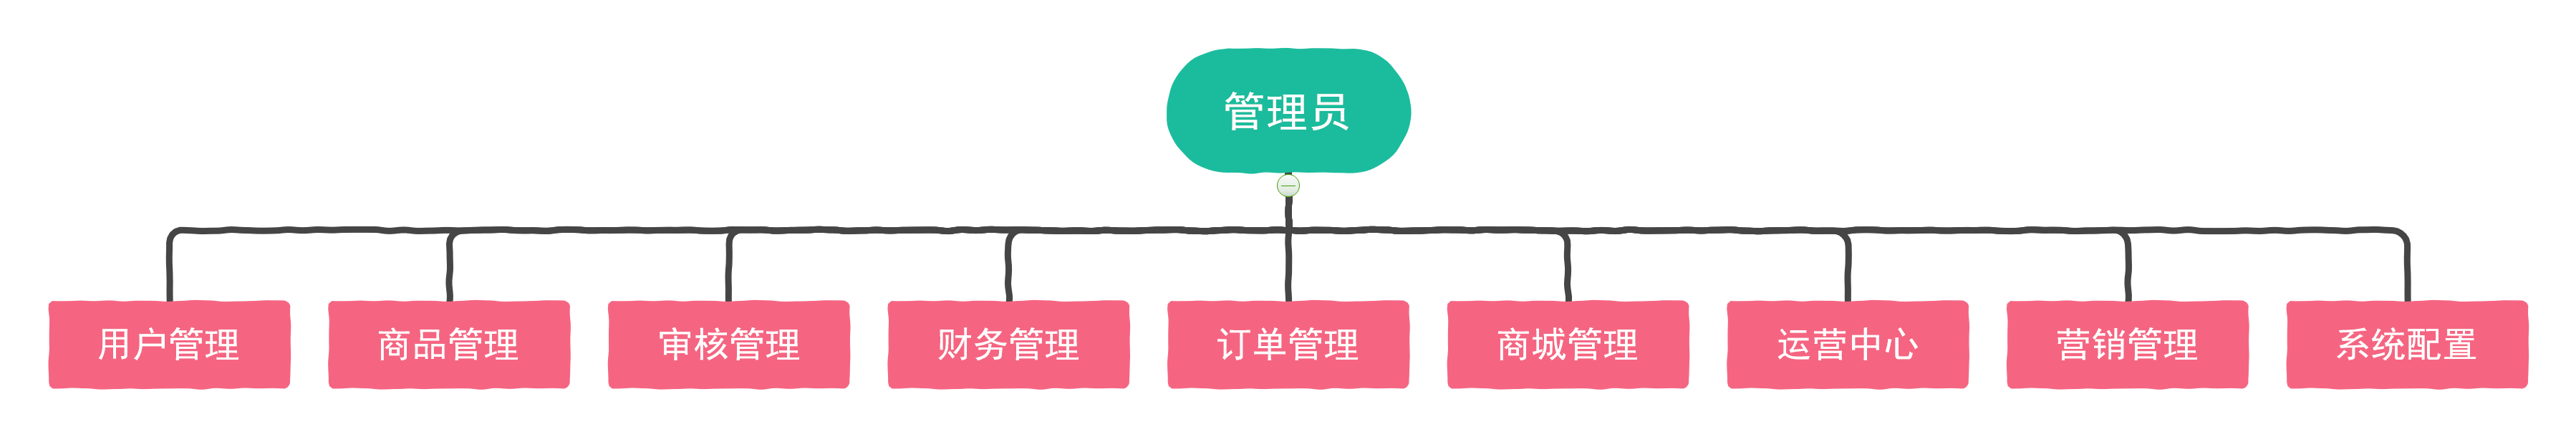 管理员
用户管理
商品管理
审核管理
财务管理
订单管理
商城管理
运营中心
营销管理
系统配置